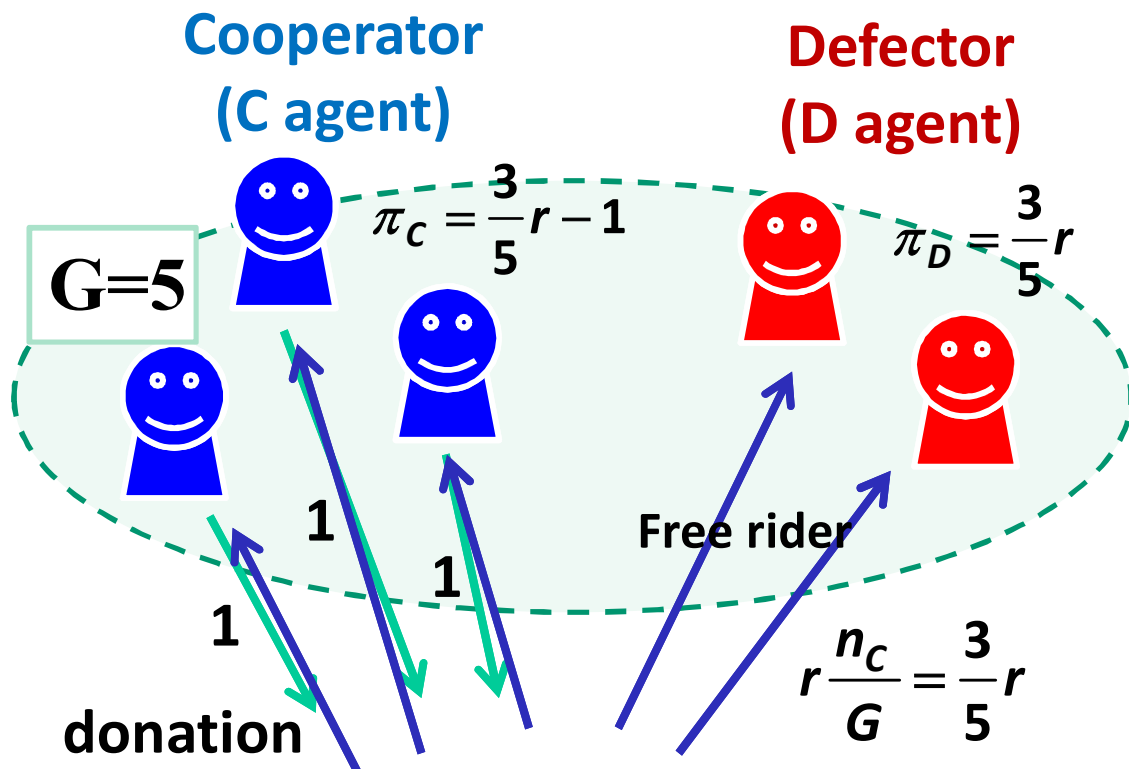 Cooperator
(C agent)
Defector
(D agent)
π_C = 3/5 r − 1
π_D = 3/5 r
G=5
1
1
1
Free rider
donation
r n_C/G = 3/5 r